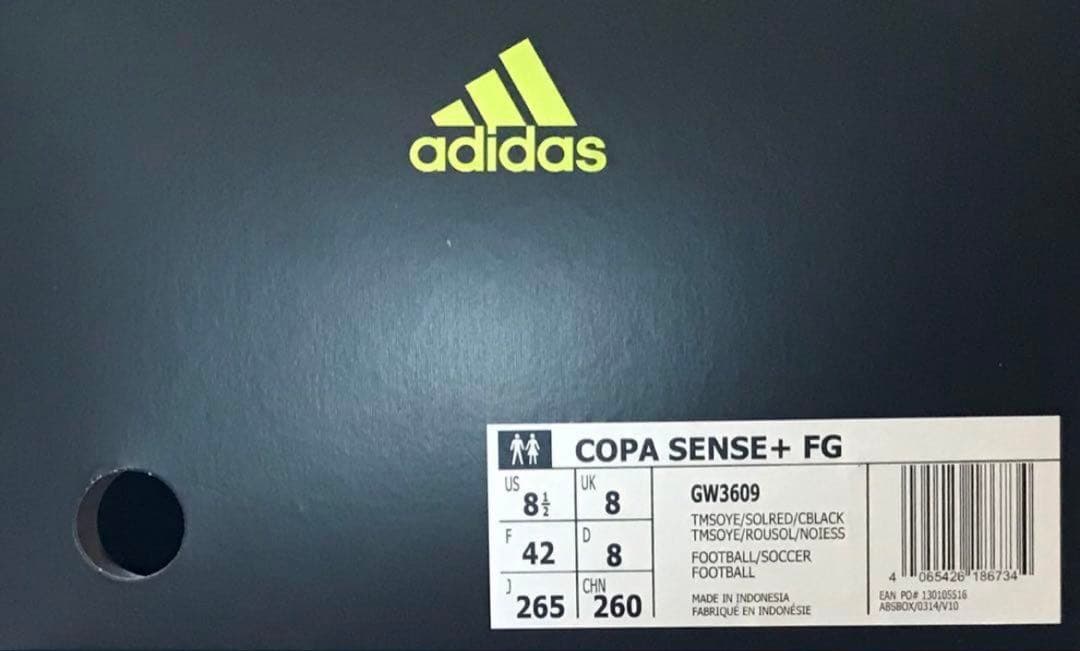 adidas
COPA SENSE+ FG
US 8½ UK 8
F 42 D 8
J 265 CHN 260
GW3609
TMSOYE/SOLRED/CBLACK
TMSOYE/ROUSOL/NOIESS
FOOTBALL/SOCCER
FOOTBALL
MADE IN INDONESIA
FABRIQUÉ EN INDONÉSIE
4 065426 186734
EAN PO# 130105516
ABSBOX/0314/V10